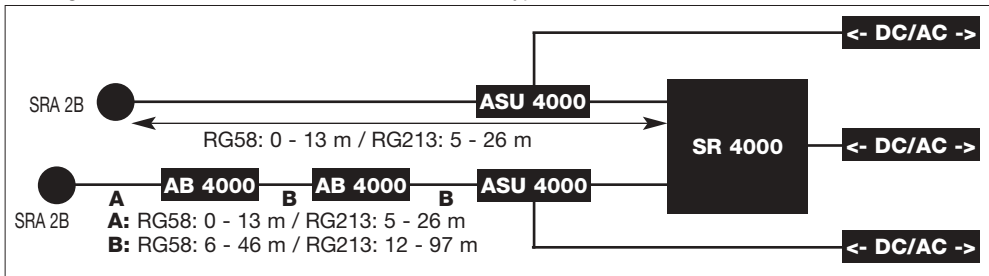 <- DC/AC ->
SRA 2B
ASU 4000
RG58: 0 - 13 m / RG213: 5 - 26 m
SR 4000
<- DC/AC ->
AB 4000
AB 4000
ASU 4000
A
B
B
SRA 2B
A: RG58: 0 - 13 m / RG213: 5 - 26 m
B: RG58: 6 - 46 m / RG213: 12 - 97 m
<- DC/AC ->